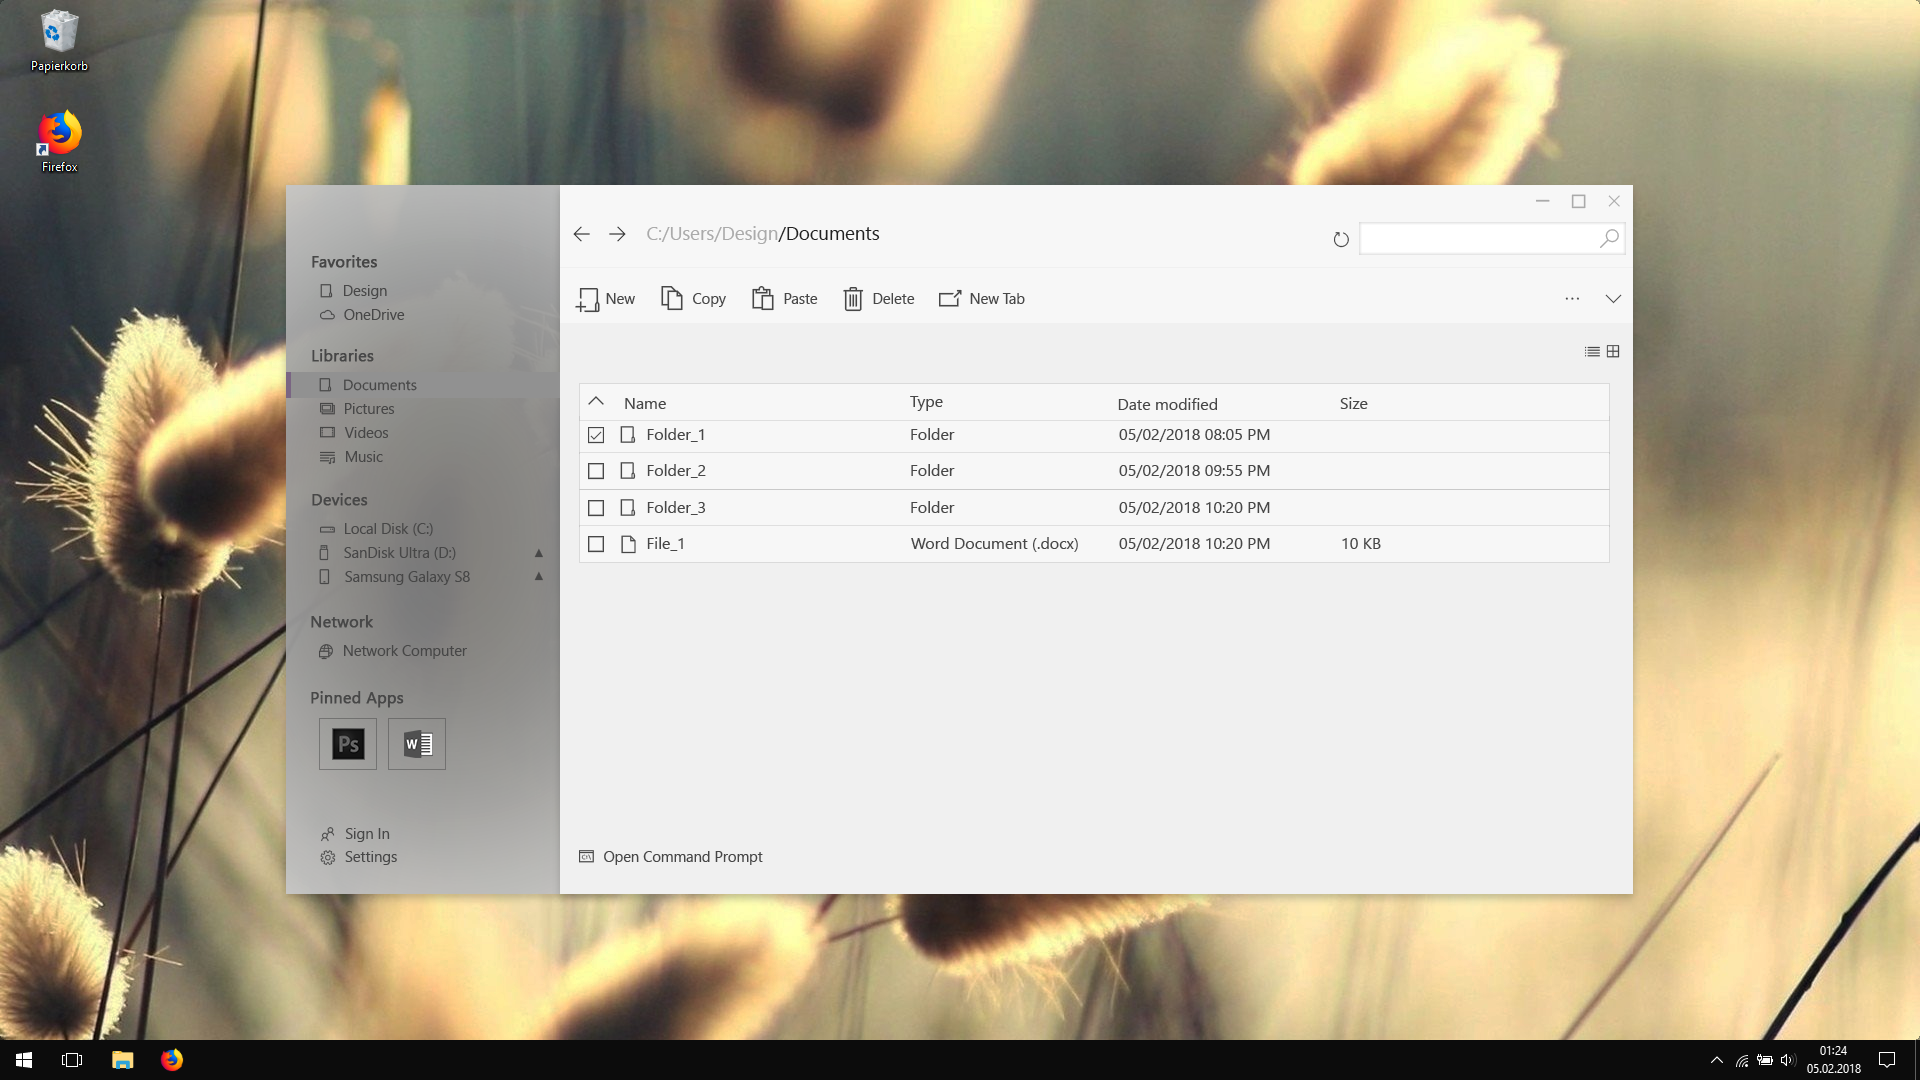 Papierkorb
Firefox
C:/Users/Design/Documents
New Copy Paste Delete New Tab
Favorites
Design
OneDrive
Libraries
Documents
Pictures
Videos
Music
Devices
Local Disk (C:)
SanDisk Ultra (D:)
Samsung Galaxy S8
Network
Network Computer
Pinned Apps
Ps W
Sign In
Settings
Name Type Date modified Size
Folder_1 Folder 05/02/2018 08:05 PM
Folder_2 Folder 05/02/2018 09:55 PM
Folder_3 Folder 05/02/2018 10:20 PM
File_1 Word Document (.docx) 05/02/2018 10:20 PM 10 KB
Open Command Prompt
01:24
05.02.2018